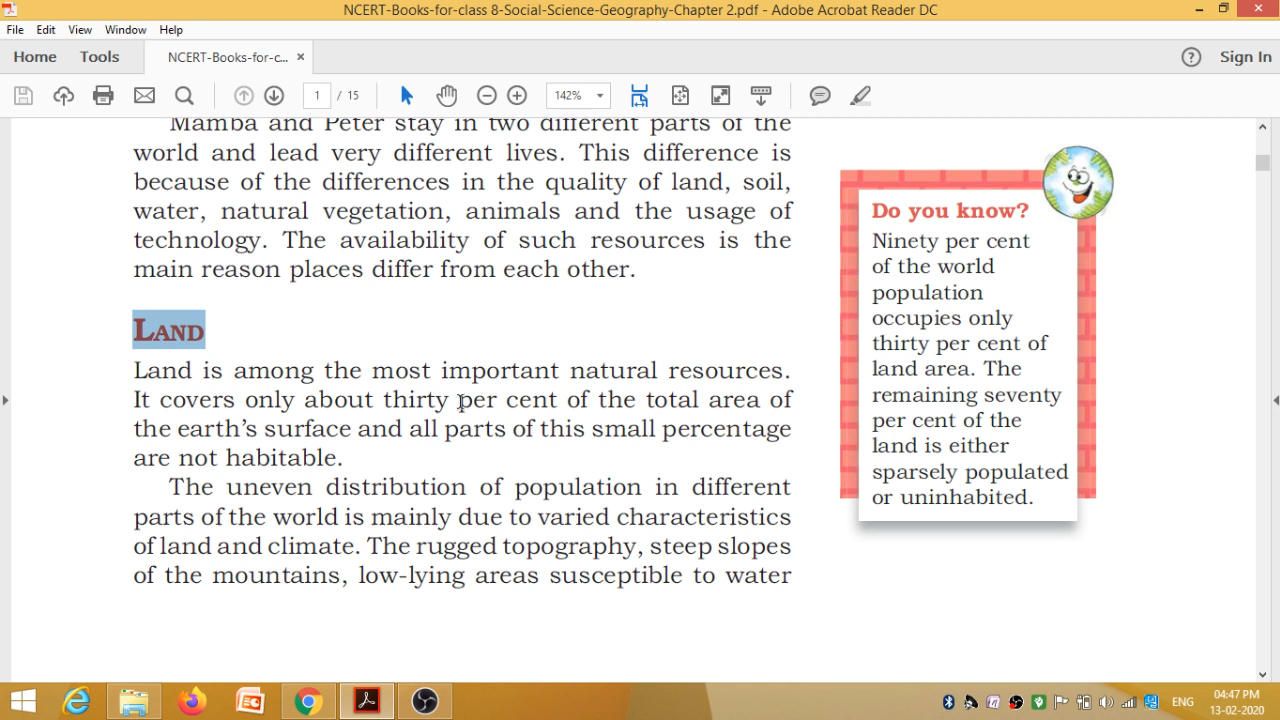 NCERT-Books-for-class 8-Social-Science-Geography-Chapter 2.pdf - Adobe Acrobat Reader DC
File Edit View Window Help
Home Tools NCERT-Books-for-c... × Sign In
1 / 15 142%
Mamba and Peter stay in two different parts of the
world and lead very different lives. This difference is
because of the differences in the quality of land, soil,
water, natural vegetation, animals and the usage of
technology. The availability of such resources is the
main reason places differ from each other.
LAND
Land is among the most important natural resources.
It covers only about thirty per cent of the total area of
the earth's surface and all parts of this small percentage
are not habitable.
The uneven distribution of population in different
parts of the world is mainly due to varied characteristics
of land and climate. The rugged topography, steep slopes
of the mountains, low-lying areas susceptible to water
Do you know?
Ninety per cent
of the world
population
occupies only
thirty per cent of
land area. The
remaining seventy
per cent of the
land is either
sparsely populated
or uninhabited.
ENG
04:47 PM
13-02-2020